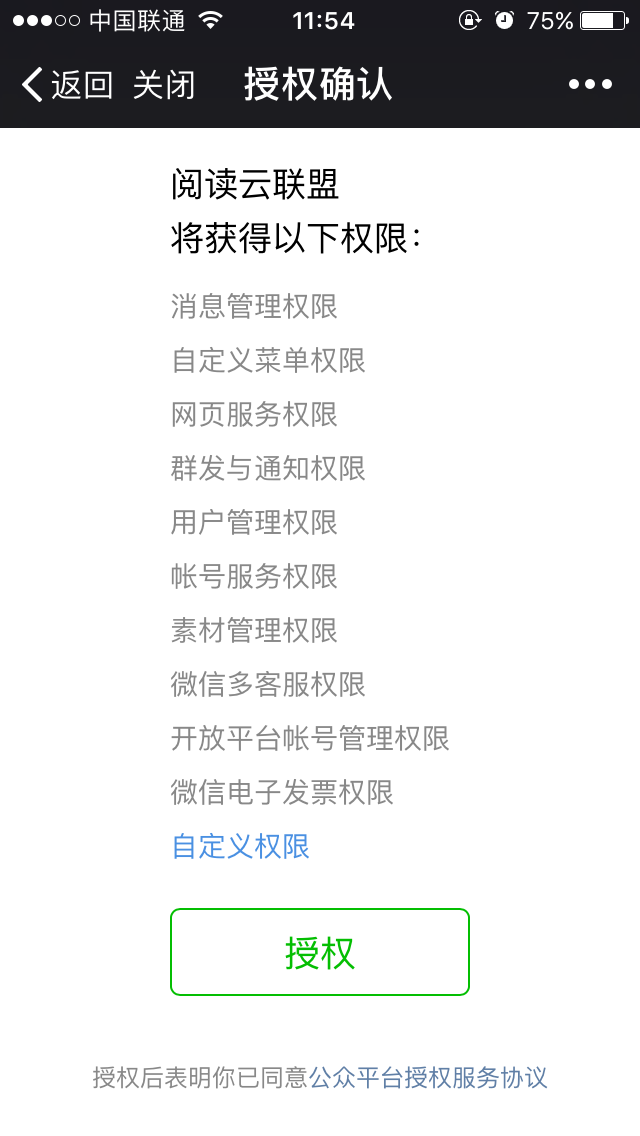 中国联通 11:54 75%
返回 关闭 授权确认
阅读云联盟
将获得以下权限：
消息管理权限
自定义菜单权限
网页服务权限
群发与通知权限
用户管理权限
帐号服务权限
素材管理权限
微信多客服权限
开放平台帐号管理权限
微信电子发票权限
自定义权限
授权
授权后表明你已同意公众平台授权服务协议